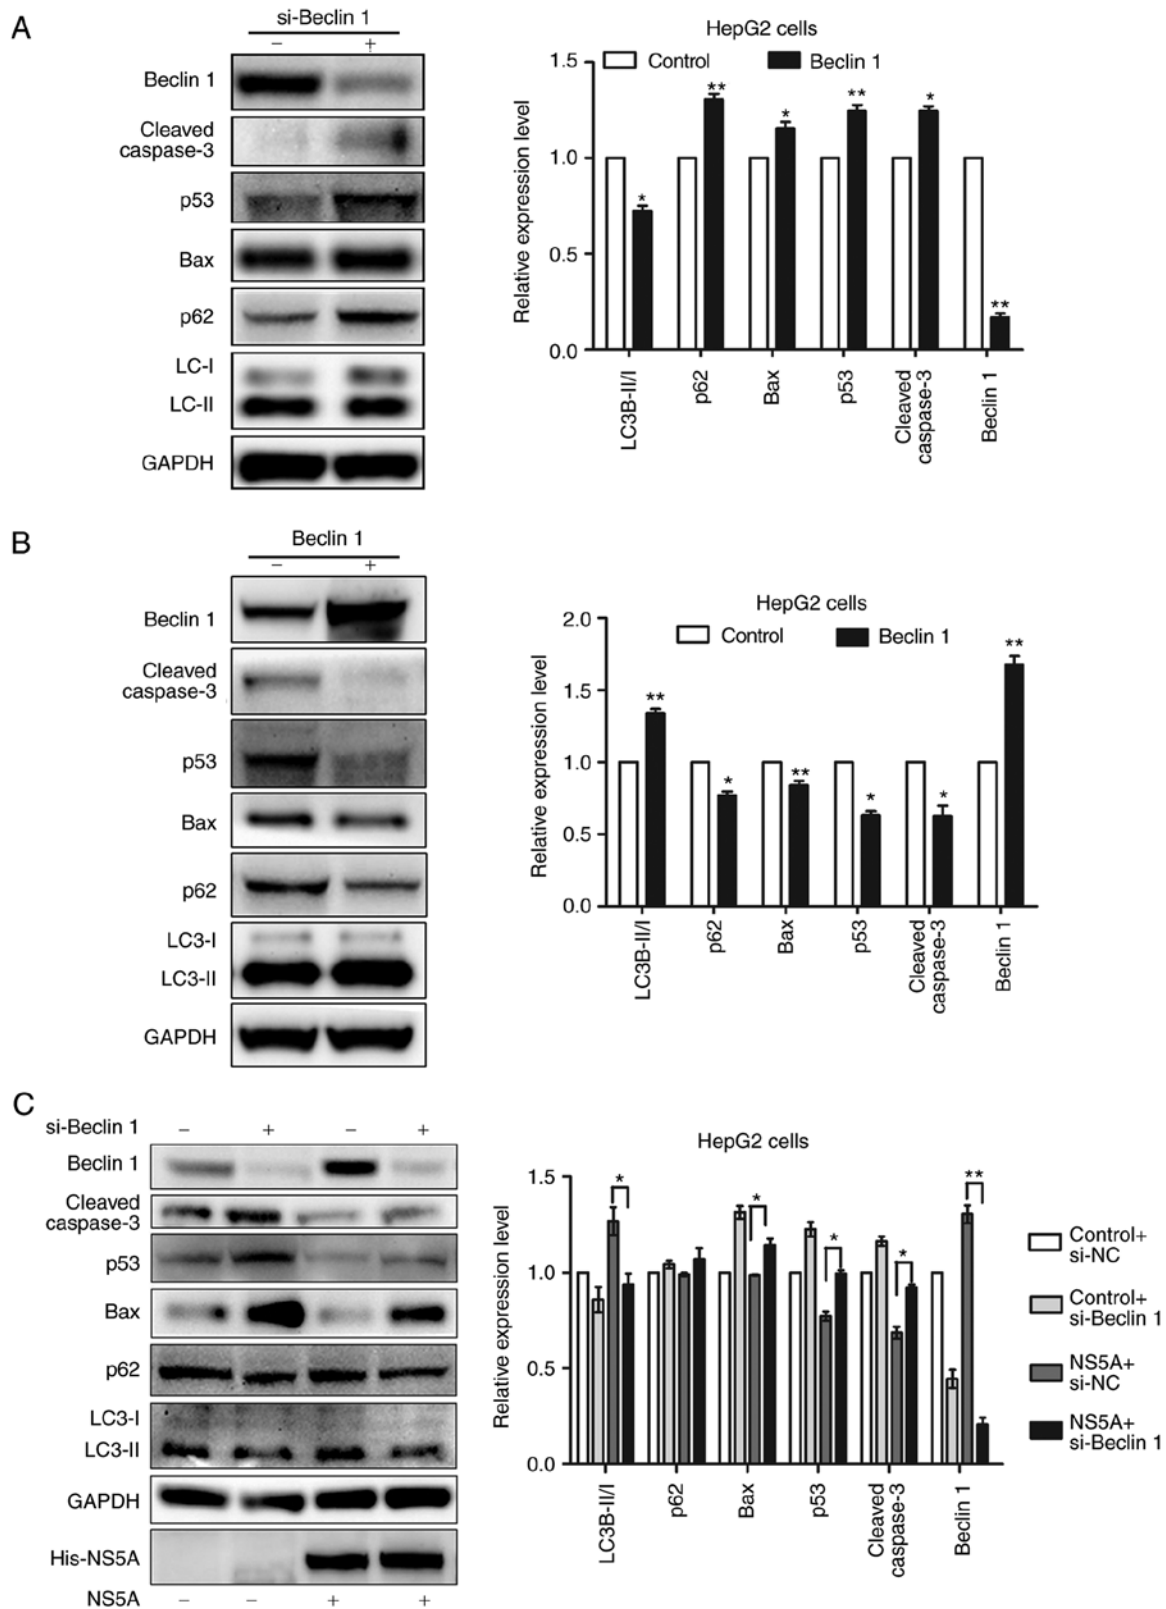 A
si-Beclin 1
− +
Beclin 1
Cleaved
caspase-3
p53
Bax
p62
LC-I
LC-II
GAPDH
HepG2 cells
Control
Beclin 1
Relative expression level
1.5
1.0
0.5
0.0
* ** * ** * **
LC3B-II/I
p62
Bax
p53
Cleaved
caspase-3
Beclin 1
B
Beclin 1
− +
Beclin 1
Cleaved
caspase-3
p53
Bax
p62
LC3-I
LC3-II
GAPDH
HepG2 cells
Control
Beclin 1
Relative expression level
2.0
1.5
1.0
0.5
0.0
** * ** * * **
LC3B-II/I
p62
Bax
p53
Cleaved
caspase-3
Beclin 1
C
si-Beclin 1 − + − +
Beclin 1
Cleaved
caspase-3
p53
Bax
p62
LC3-I
LC3-II
GAPDH
His-NS5A
NS5A − − + +
HepG2 cells
Relative expression level
1.5
1.0
0.5
0.0
* * * * **
LC3B-II/I
p62
Bax
p53
Cleaved
caspase-3
Beclin 1
Control+
si-NC
Control+
si-Beclin 1
NS5A+
si-NC
NS5A+
si-Beclin 1